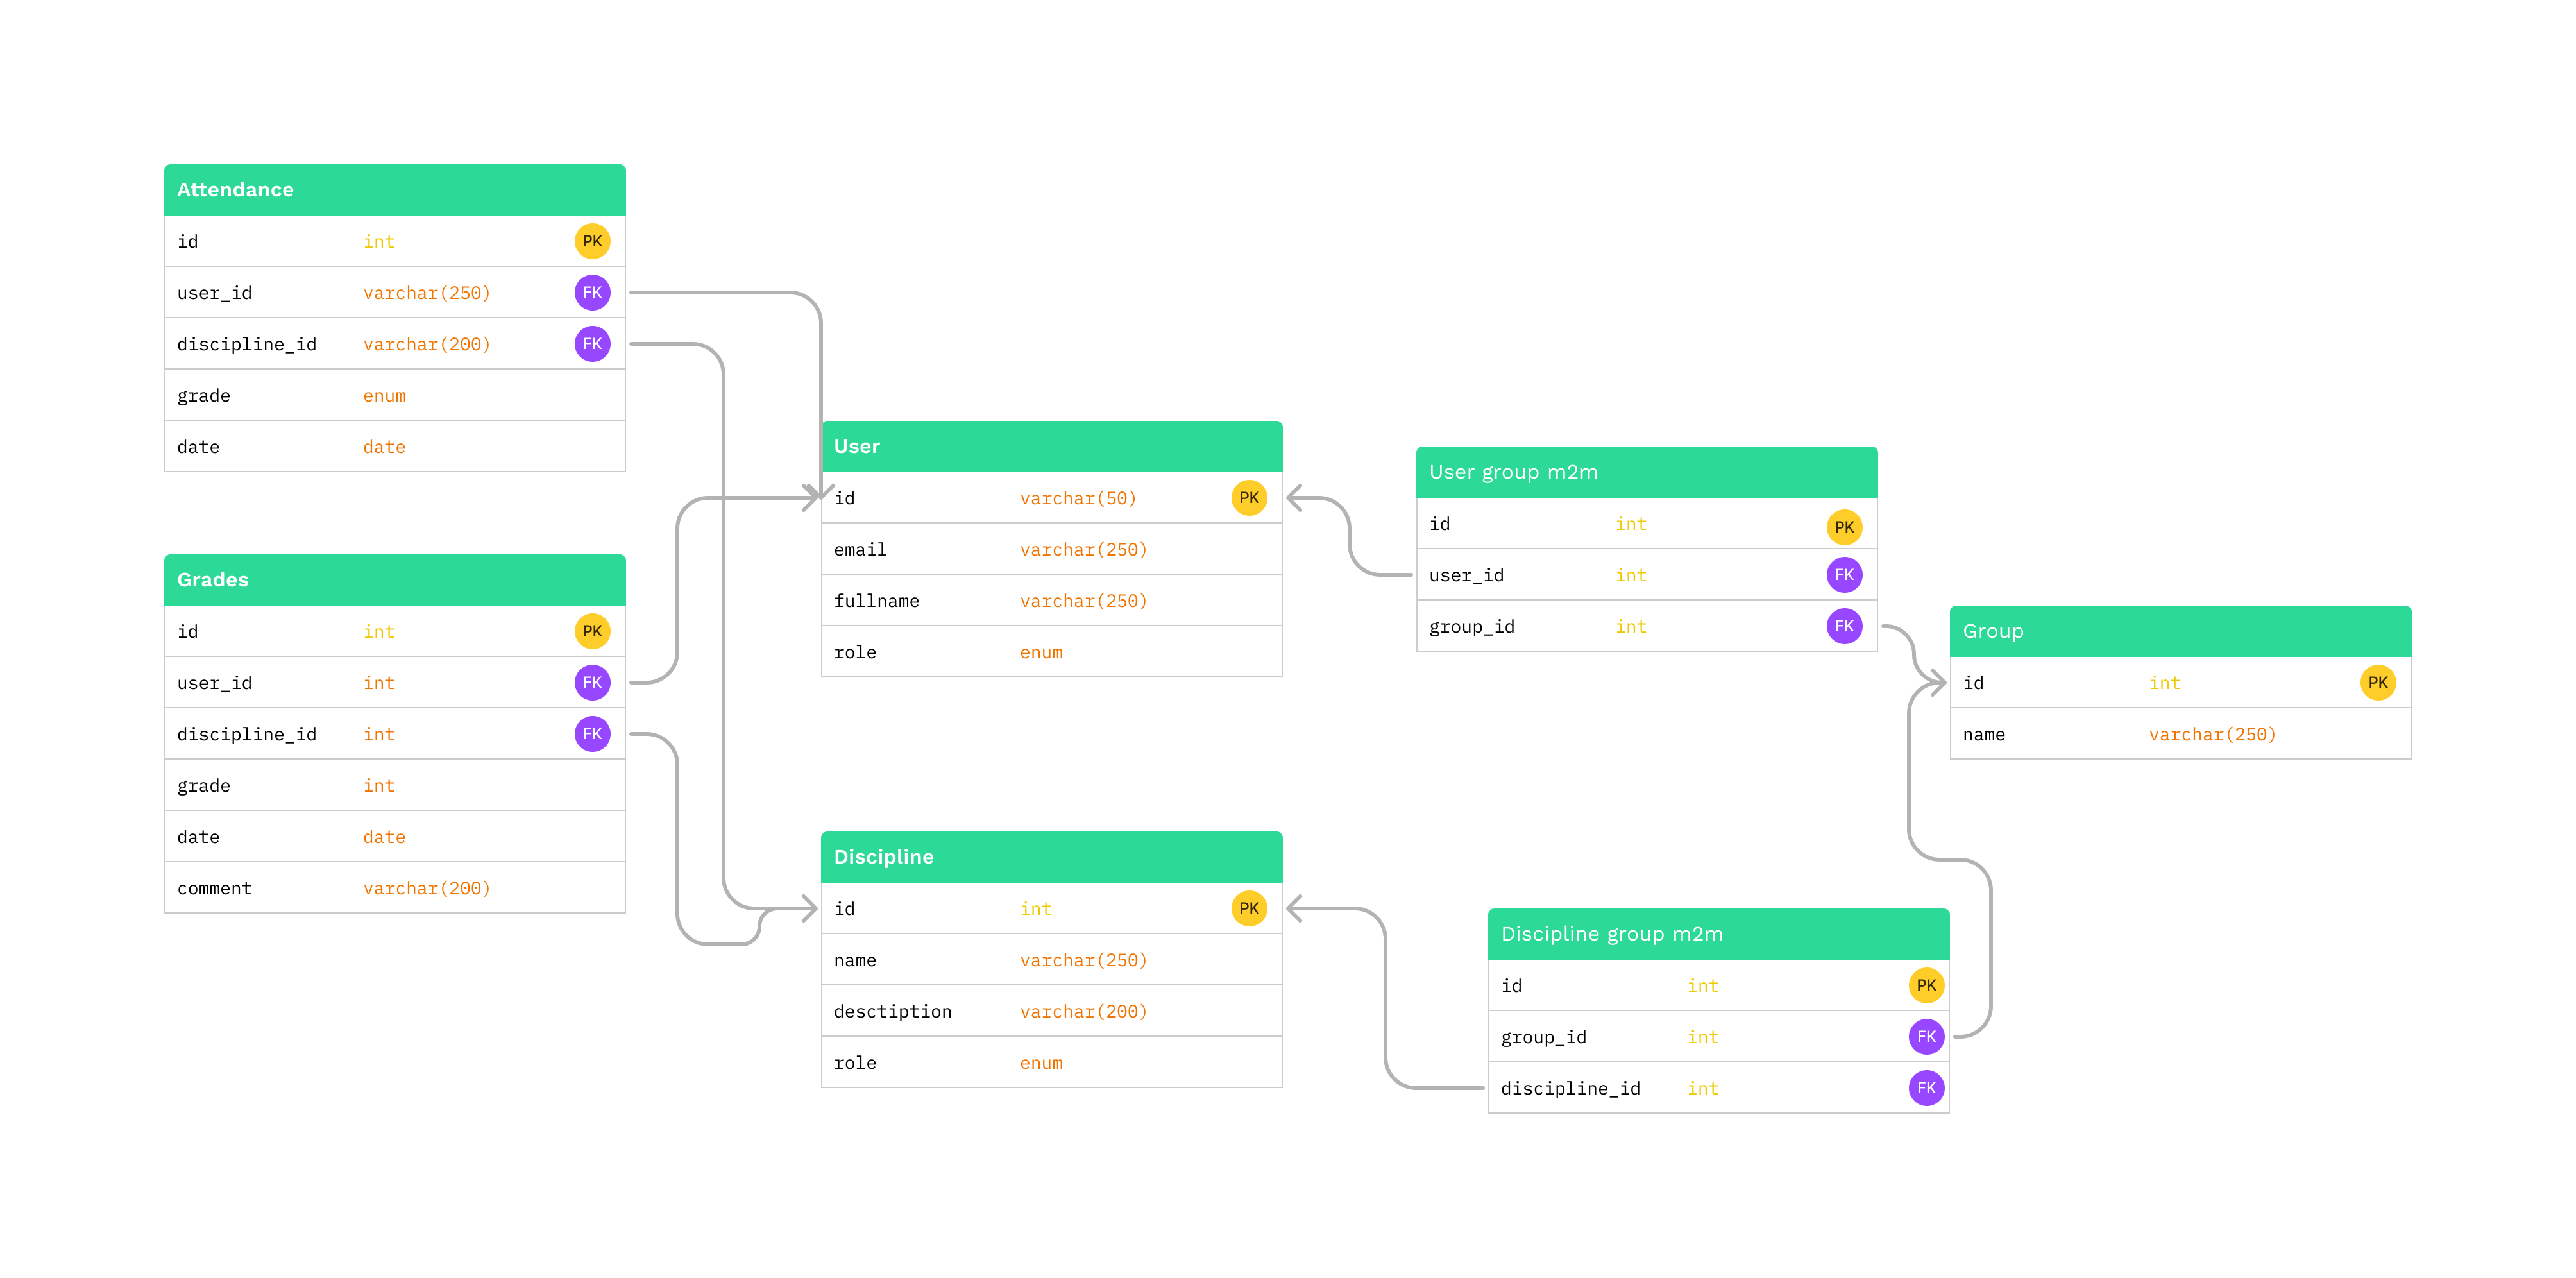 Attendance
id int PK
user_id varchar(250) FK
discipline_id varchar(200) FK
grade enum
date date
Grades
id int PK
user_id int FK
discipline_id int FK
grade int
date date
comment varchar(200)
User
id varchar(50) PK
email varchar(250)
fullname varchar(250)
role enum
Discipline
id int PK
name varchar(250)
desctiption varchar(200)
role enum
User group m2m
id int PK
user_id int FK
group_id int FK
Discipline group m2m
id int PK
group_id int FK
discipline_id int FK
Group
id int PK
name varchar(250)